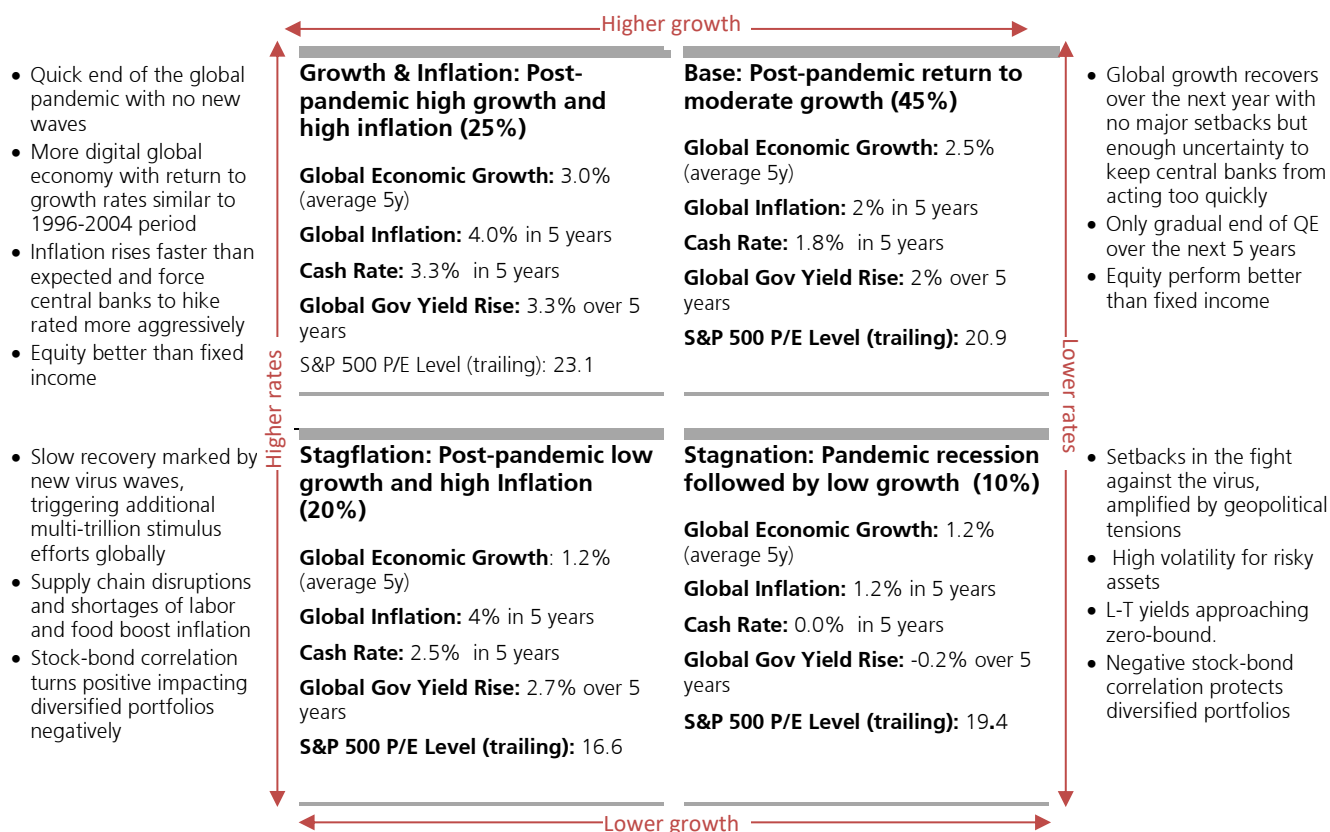 Higher growth
• Quick end of the global
pandemic with no new
waves
• More digital global
economy with return to
growth rates similar to
1996-2004 period
• Inflation rises faster than
expected and force
central banks to hike
rated more aggressively
• Equity better than fixed
income
Higher rates
Growth & Inflation: Post-
pandemic high growth and
high inflation (25%)
Global Economic Growth: 3.0%
(average 5y)
Global Inflation: 4.0% in 5 years
Cash Rate: 3.3% in 5 years
Global Gov Yield Rise: 3.3% over 5
years
S&P 500 P/E Level (trailing): 23.1
Base: Post-pandemic return to
moderate growth (45%)
Global Economic Growth: 2.5%
(average 5y)
Global Inflation: 2% in 5 years
Cash Rate: 1.8% in 5 years
Global Gov Yield Rise: 2% over 5
years
S&P 500 P/E Level (trailing): 20.9
Lower rates
• Global growth recovers
over the next year with
no major setbacks but
enough uncertainty to
keep central banks from
acting too quickly
• Only gradual end of QE
over the next 5 years
• Equity perform better
than fixed income
• Slow recovery marked by
new virus waves,
triggering additional
multi-trillion stimulus
efforts globally
• Supply chain disruptions
and shortages of labor
and food boost inflation
• Stock-bond correlation
turns positive impacting
diversified portfolios
negatively
Stagflation: Post-pandemic low
growth and high Inflation
(20%)
Global Economic Growth: 1.2%
(average 5y)
Global Inflation: 4% in 5 years
Cash Rate: 2.5% in 5 years
Global Gov Yield Rise: 2.7% over 5
years
S&P 500 P/E Level (trailing): 16.6
Stagnation: Pandemic recession
followed by low growth (10%)
Global Economic Growth: 1.2%
(average 5y)
Global Inflation: 1.2% in 5 years
Cash Rate: 0.0% in 5 years
Global Gov Yield Rise: -0.2% over 5
years
S&P 500 P/E Level (trailing): 19.4
• Setbacks in the fight
against the virus,
amplified by geopolitical
tensions
• High volatility for risky
assets
• L-T yields approaching
zero-bound.
• Negative stock-bond
correlation protects
diversified portfolios
Lower growth